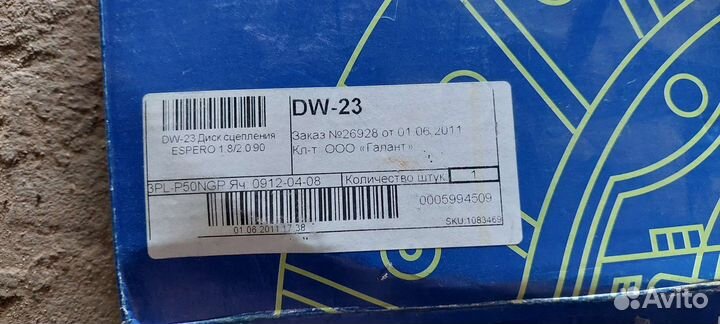 DW-23 Диск сцепления
ESPERO 1.8/2.0 90
DW-23
Заказ №26928 от 01.06.2011
Кл-т ООО «Галант»
3PL-P50NGP Яч 0912-04-08
Количество штук 1
0005994509
01 06 2011 17:38
SKU:1083469
Avito